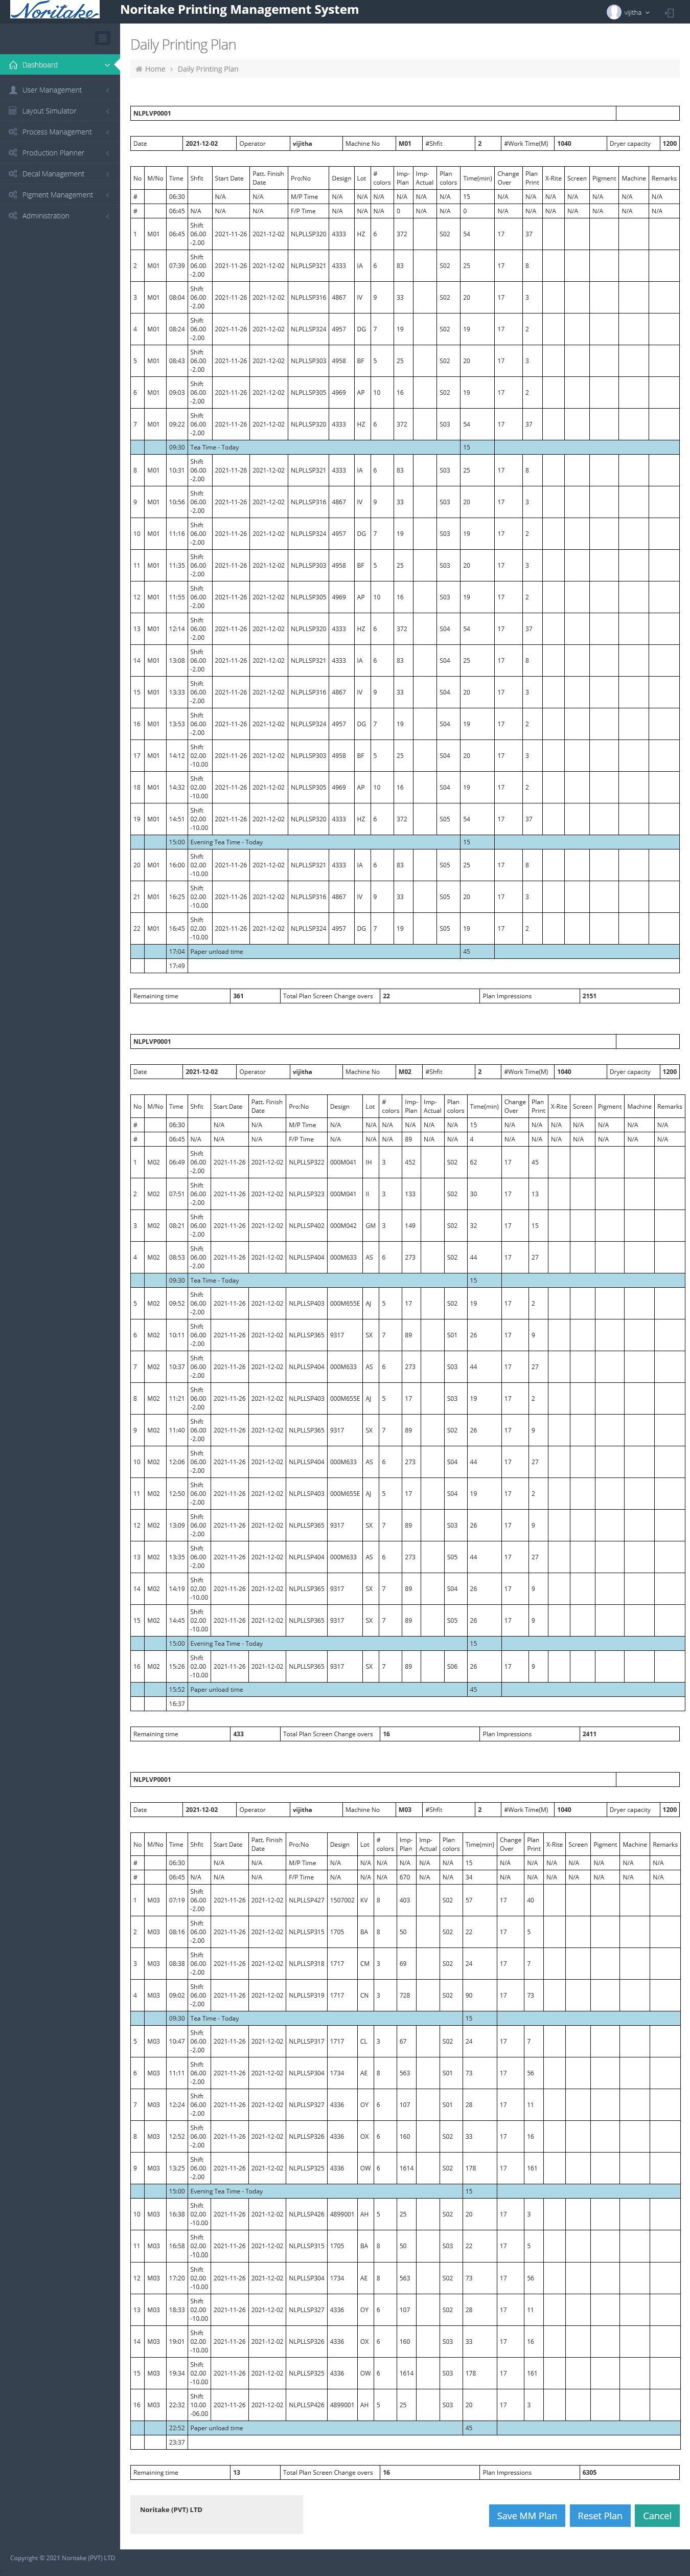 Noritake
Noritake Printing Management System
vijitha
Dashboard
User Management
Layout Simulator
Process Management
Production Planner
Decal Management
Pigment Management
Administration
Daily Printing Plan
Home > Daily Printing Plan
NLPLVP0001
Date 2021-12-02 Operator vijitha Machine No M01 #Shfit 2 #Work Time(M) 1040 Dryer capacity 1200
No M/No Time Shfit Start Date Patt. Finish Date Pro:No Design Lot # colors Imp-Plan Imp-Actual Plan colors Time(min) Change Over Plan Print X-Rite Screen Pigment Machine Remarks
# 06:30 N/A N/A M/P Time N/A N/A N/A N/A N/A N/A 15 N/A N/A N/A N/A N/A N/A N/A
# 06:45 N/A N/A N/A F/P Time N/A N/A N/A 0 N/A N/A 0 N/A N/A N/A N/A N/A N/A N/A
1 M01 06:45 Shift 06.00 -2.00 2021-11-26 2021-12-02 NLPLLSP320 4333 HZ 6 372 S02 54 17 37
2 M01 07:39 Shift 06.00 -2.00 2021-11-26 2021-12-02 NLPLLSP321 4333 IA 6 83 S02 25 17 8
3 M01 08:04 Shift 06.00 -2.00 2021-11-26 2021-12-02 NLPLLSP316 4867 IV 9 33 S02 20 17 3
4 M01 08:24 Shift 06.00 -2.00 2021-11-26 2021-12-02 NLPLLSP324 4957 DG 7 19 S02 19 17 2
5 M01 08:43 Shift 06.00 -2.00 2021-11-26 2021-12-02 NLPLLSP303 4958 BF 5 25 S02 20 17 3
6 M01 09:03 Shift 06.00 -2.00 2021-11-26 2021-12-02 NLPLLSP305 4969 AP 10 16 S02 19 17 2
7 M01 09:22 Shift 06.00 -2.00 2021-11-26 2021-12-02 NLPLLSP320 4333 HZ 6 372 S03 54 17 37
09:30 Tea Time - Today 15
8 M01 10:31 Shift 06.00 -2.00 2021-11-26 2021-12-02 NLPLLSP321 4333 IA 6 83 S03 25 17 8
9 M01 10:56 Shift 06.00 -2.00 2021-11-26 2021-12-02 NLPLLSP316 4867 IV 9 33 S03 20 17 3
10 M01 11:16 Shift 06.00 -2.00 2021-11-26 2021-12-02 NLPLLSP324 4957 DG 7 19 S03 19 17 2
11 M01 11:35 Shift 06.00 -2.00 2021-11-26 2021-12-02 NLPLLSP303 4958 BF 5 25 S03 20 17 3
12 M01 11:55 Shift 06.00 -2.00 2021-11-26 2021-12-02 NLPLLSP305 4969 AP 10 16 S03 19 17 2
13 M01 12:14 Shift 06.00 -2.00 2021-11-26 2021-12-02 NLPLLSP320 4333 HZ 6 372 S04 54 17 37
14 M01 13:08 Shift 06.00 -2.00 2021-11-26 2021-12-02 NLPLLSP321 4333 IA 6 83 S04 25 17 8
15 M01 13:33 Shift 06.00 -2.00 2021-11-26 2021-12-02 NLPLLSP316 4867 IV 9 33 S04 20 17 3
16 M01 13:53 Shift 06.00 -2.00 2021-11-26 2021-12-02 NLPLLSP324 4957 DG 7 19 S04 19 17 2
17 M01 14:12 Shift 02.00 -10.00 2021-11-26 2021-12-02 NLPLLSP303 4958 BF 5 25 S04 20 17 3
18 M01 14:32 Shift 02.00 -10.00 2021-11-26 2021-12-02 NLPLLSP305 4969 AP 10 16 S04 19 17 2
19 M01 14:51 Shift 02.00 -10.00 2021-11-26 2021-12-02 NLPLLSP320 4333 HZ 6 372 S05 54 17 37
15:00 Evening Tea Time - Today 15
20 M01 16:00 Shift 02.00 -10.00 2021-11-26 2021-12-02 NLPLLSP321 4333 IA 6 83 S05 25 17 8
21 M01 16:25 Shift 02.00 -10.00 2021-11-26 2021-12-02 NLPLLSP316 4867 IV 9 33 S05 20 17 3
22 M01 16:45 Shift 02.00 -10.00 2021-11-26 2021-12-02 NLPLLSP324 4957 DG 7 19 S05 19 17 2
17:04 Paper unload time 45
17:49
Remaining time 361 Total Plan Screen Change overs 22 Plan Impressions 2151
NLPLVP0001
Date 2021-12-02 Operator vijitha Machine No M02 #Shfit 2 #Work Time(M) 1040 Dryer capacity 1200
No M/No Time Shfit Start Date Patt. Finish Date Pro:No Design Lot # colors Imp-Plan Imp-Actual Plan colors Time(min) Change Over Plan Print X-Rite Screen Pigment Machine Remarks
# 06:30 N/A N/A M/P Time N/A N/A N/A N/A N/A N/A 15 N/A N/A N/A N/A N/A N/A N/A
# 06:45 N/A N/A N/A F/P Time N/A N/A N/A 89 N/A N/A 4 N/A N/A N/A N/A N/A N/A N/A
1 M02 06:49 Shift 06.00 -2.00 2021-11-26 2021-12-02 NLPLLSP322 000M041 IH 3 452 S02 62 17 45
2 M02 07:51 Shift 06.00 -2.00 2021-11-26 2021-12-02 NLPLLSP323 000M041 II 3 133 S02 30 17 13
3 M02 08:21 Shift 06.00 -2.00 2021-11-26 2021-12-02 NLPLLSP402 000M042 GM 3 149 S02 32 17 15
4 M02 08:53 Shift 06.00 -2.00 2021-11-26 2021-12-02 NLPLLSP404 000M633 AS 6 273 S02 44 17 27
09:30 Tea Time - Today 15
5 M02 09:52 Shift 06.00 -2.00 2021-11-26 2021-12-02 NLPLLSP403 000M655E AJ 5 17 S02 19 17 2
6 M02 10:11 Shift 06.00 -2.00 2021-11-26 2021-12-02 NLPLLSP365 9317 SX 7 89 S01 26 17 9
7 M02 10:37 Shift 06.00 -2.00 2021-11-26 2021-12-02 NLPLLSP404 000M633 AS 6 273 S03 44 17 27
8 M02 11:21 Shift 06.00 -2.00 2021-11-26 2021-12-02 NLPLLSP403 000M655E AJ 5 17 S03 19 17 2
9 M02 11:40 Shift 06.00 -2.00 2021-11-26 2021-12-02 NLPLLSP365 9317 SX 7 89 S02 26 17 9
10 M02 12:06 Shift 06.00 -2.00 2021-11-26 2021-12-02 NLPLLSP404 000M633 AS 6 273 S04 44 17 27
11 M02 12:50 Shift 06.00 -2.00 2021-11-26 2021-12-02 NLPLLSP403 000M655E AJ 5 17 S04 19 17 2
12 M02 13:09 Shift 06.00 -2.00 2021-11-26 2021-12-02 NLPLLSP365 9317 SX 7 89 S03 26 17 9
13 M02 13:35 Shift 06.00 -2.00 2021-11-26 2021-12-02 NLPLLSP404 000M633 AS 6 273 S05 44 17 27
14 M02 14:19 Shift 02.00 -10.00 2021-11-26 2021-12-02 NLPLLSP365 9317 SX 7 89 S04 26 17 9
15 M02 14:45 Shift 02.00 -10.00 2021-11-26 2021-12-02 NLPLLSP365 9317 SX 7 89 S05 26 17 9
15:00 Evening Tea Time - Today 15
16 M02 15:26 Shift 02.00 -10.00 2021-11-26 2021-12-02 NLPLLSP365 9317 SX 7 89 S06 26 17 9
15:52 Paper unload time 45
16:37
Remaining time 433 Total Plan Screen Change overs 16 Plan Impressions 2411
NLPLVP0001
Date 2021-12-02 Operator vijitha Machine No M03 #Shfit 2 #Work Time(M) 1040 Dryer capacity 1200
No M/No Time Shfit Start Date Patt. Finish Date Pro:No Design Lot # colors Imp-Plan Imp-Actual Plan colors Time(min) Change Over Plan Print X-Rite Screen Pigment Machine Remarks
# 06:30 N/A N/A M/P Time N/A N/A N/A N/A N/A N/A 15 N/A N/A N/A N/A N/A N/A N/A
# 06:45 N/A N/A N/A F/P Time N/A N/A N/A 670 N/A N/A 34 N/A N/A N/A N/A N/A N/A N/A
1 M03 07:19 Shift 06.00 -2.00 2021-11-26 2021-12-02 NLPLLSP427 1507002 KV 8 403 S02 57 17 40
2 M03 08:16 Shift 06.00 -2.00 2021-11-26 2021-12-02 NLPLLSP315 1705 BA 8 50 S02 22 17 5
3 M03 08:38 Shift 06.00 -2.00 2021-11-26 2021-12-02 NLPLLSP318 1717 CM 3 69 S02 24 17 7
4 M03 09:02 Shift 06.00 -2.00 2021-11-26 2021-12-02 NLPLLSP319 1717 CN 3 728 S02 90 17 73
09:30 Tea Time - Today 15
5 M03 10:47 Shift 06.00 -2.00 2021-11-26 2021-12-02 NLPLLSP317 1717 CL 3 67 S02 24 17 7
6 M03 11:11 Shift 06.00 -2.00 2021-11-26 2021-12-02 NLPLLSP304 1734 AE 8 563 S01 73 17 56
7 M03 12:24 Shift 06.00 -2.00 2021-11-26 2021-12-02 NLPLLSP327 4336 OY 6 107 S01 28 17 11
8 M03 12:52 Shift 06.00 -2.00 2021-11-26 2021-12-02 NLPLLSP326 4336 OX 6 160 S02 33 17 16
9 M03 13:25 Shift 06.00 -2.00 2021-11-26 2021-12-02 NLPLLSP325 4336 OW 6 1614 S02 178 17 161
15:00 Evening Tea Time - Today 15
10 M03 16:38 Shift 02.00 -10.00 2021-11-26 2021-12-02 NLPLLSP426 4899001 AH 5 25 S02 20 17 3
11 M03 16:58 Shift 02.00 -10.00 2021-11-26 2021-12-02 NLPLLSP315 1705 BA 8 50 S03 22 17 5
12 M03 17:20 Shift 02.00 -10.00 2021-11-26 2021-12-02 NLPLLSP304 1734 AE 8 563 S02 73 17 56
13 M03 18:33 Shift 02.00 -10.00 2021-11-26 2021-12-02 NLPLLSP327 4336 OY 6 107 S02 28 17 11
14 M03 19:01 Shift 02.00 -10.00 2021-11-26 2021-12-02 NLPLLSP326 4336 OX 6 160 S03 33 17 16
15 M03 19:34 Shift 02.00 -10.00 2021-11-26 2021-12-02 NLPLLSP325 4336 OW 6 1614 S03 178 17 161
16 M03 22:32 Shift 10.00 -06.00 2021-11-26 2021-12-02 NLPLLSP426 4899001 AH 5 25 S03 20 17 3
22:52 Paper unload time 45
23:37
Remaining time 13 Total Plan Screen Change overs 16 Plan Impressions 6305
Noritake (PVT) LTD
Save MM Plan Reset Plan Cancel
Copyright © 2021 Noritake (PVT) LTD